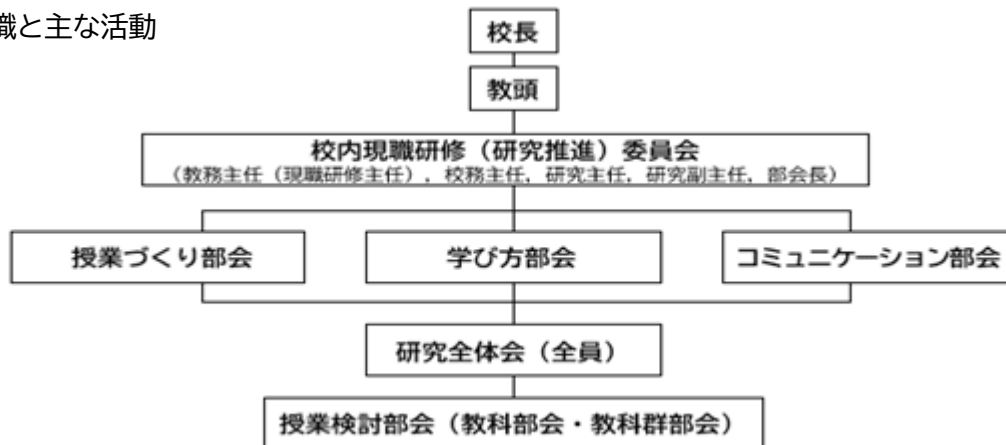 職と主な活動
校長
教頭
校内現職研修（研究推進）委員会
（教務主任（現職研修主任），校務主任，研究主任，研究副主任，部会長）
授業づくり部会
学び方部会
コミュニケーション部会
研究全体会（全員）
授業検討部会（教科部会・教科群部会）